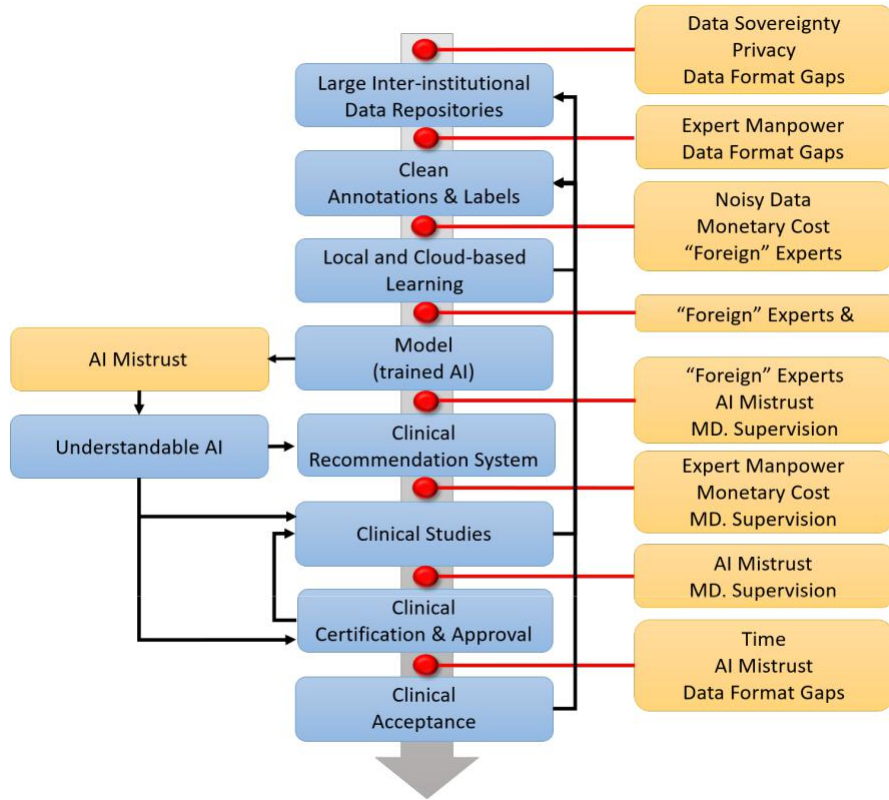 Data Sovereignty
Privacy
Data Format Gaps
Large Inter-institutional
Data Repositories
Expert Manpower
Data Format Gaps
Clean
Annotations & Labels
Noisy Data
Monetary Cost
“Foreign” Experts
Local and Cloud-based
Learning
“Foreign” Experts &
Model
(trained AI)
AI Mistrust
“Foreign” Experts
AI Mistrust
MD. Supervision
Understandable AI
Clinical
Recommendation System
Expert Manpower
Monetary Cost
MD. Supervision
Clinical Studies
AI Mistrust
MD. Supervision
Clinical
Certification & Approval
Time
AI Mistrust
Data Format Gaps
Clinical
Acceptance